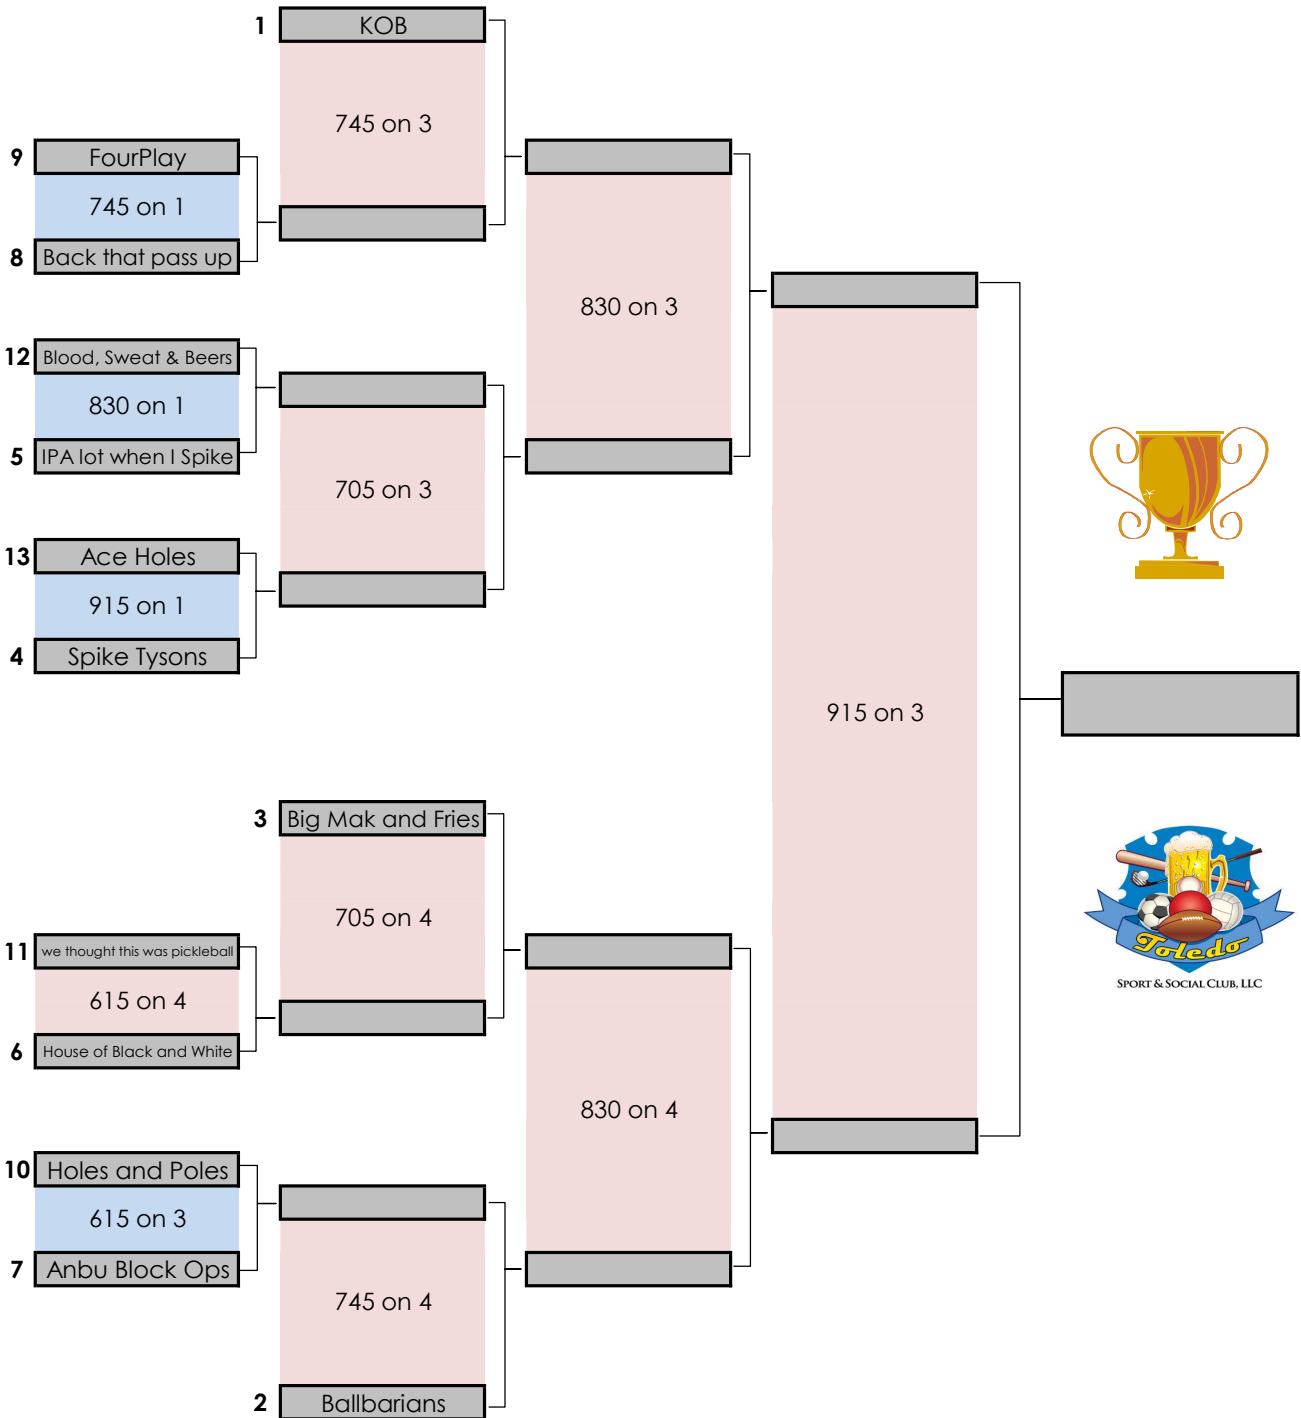 1 KOB
745 on 3
9 FourPlay
745 on 1
8 Back that pass up
830 on 3
12 Blood, Sweat & Beers
830 on 1
5 IPA lot when I Spike
705 on 3
13 Ace Holes
915 on 1
4 Spike Tysons
915 on 3
3 Big Mak and Fries
705 on 4
11 we thought this was pickleball
615 on 4
6 House of Black and White
830 on 4
10 Holes and Poles
615 on 3
7 Anbu Block Ops
745 on 4
2 Ballbarians
Toledo
SPORT & SOCIAL CLUB, LLC